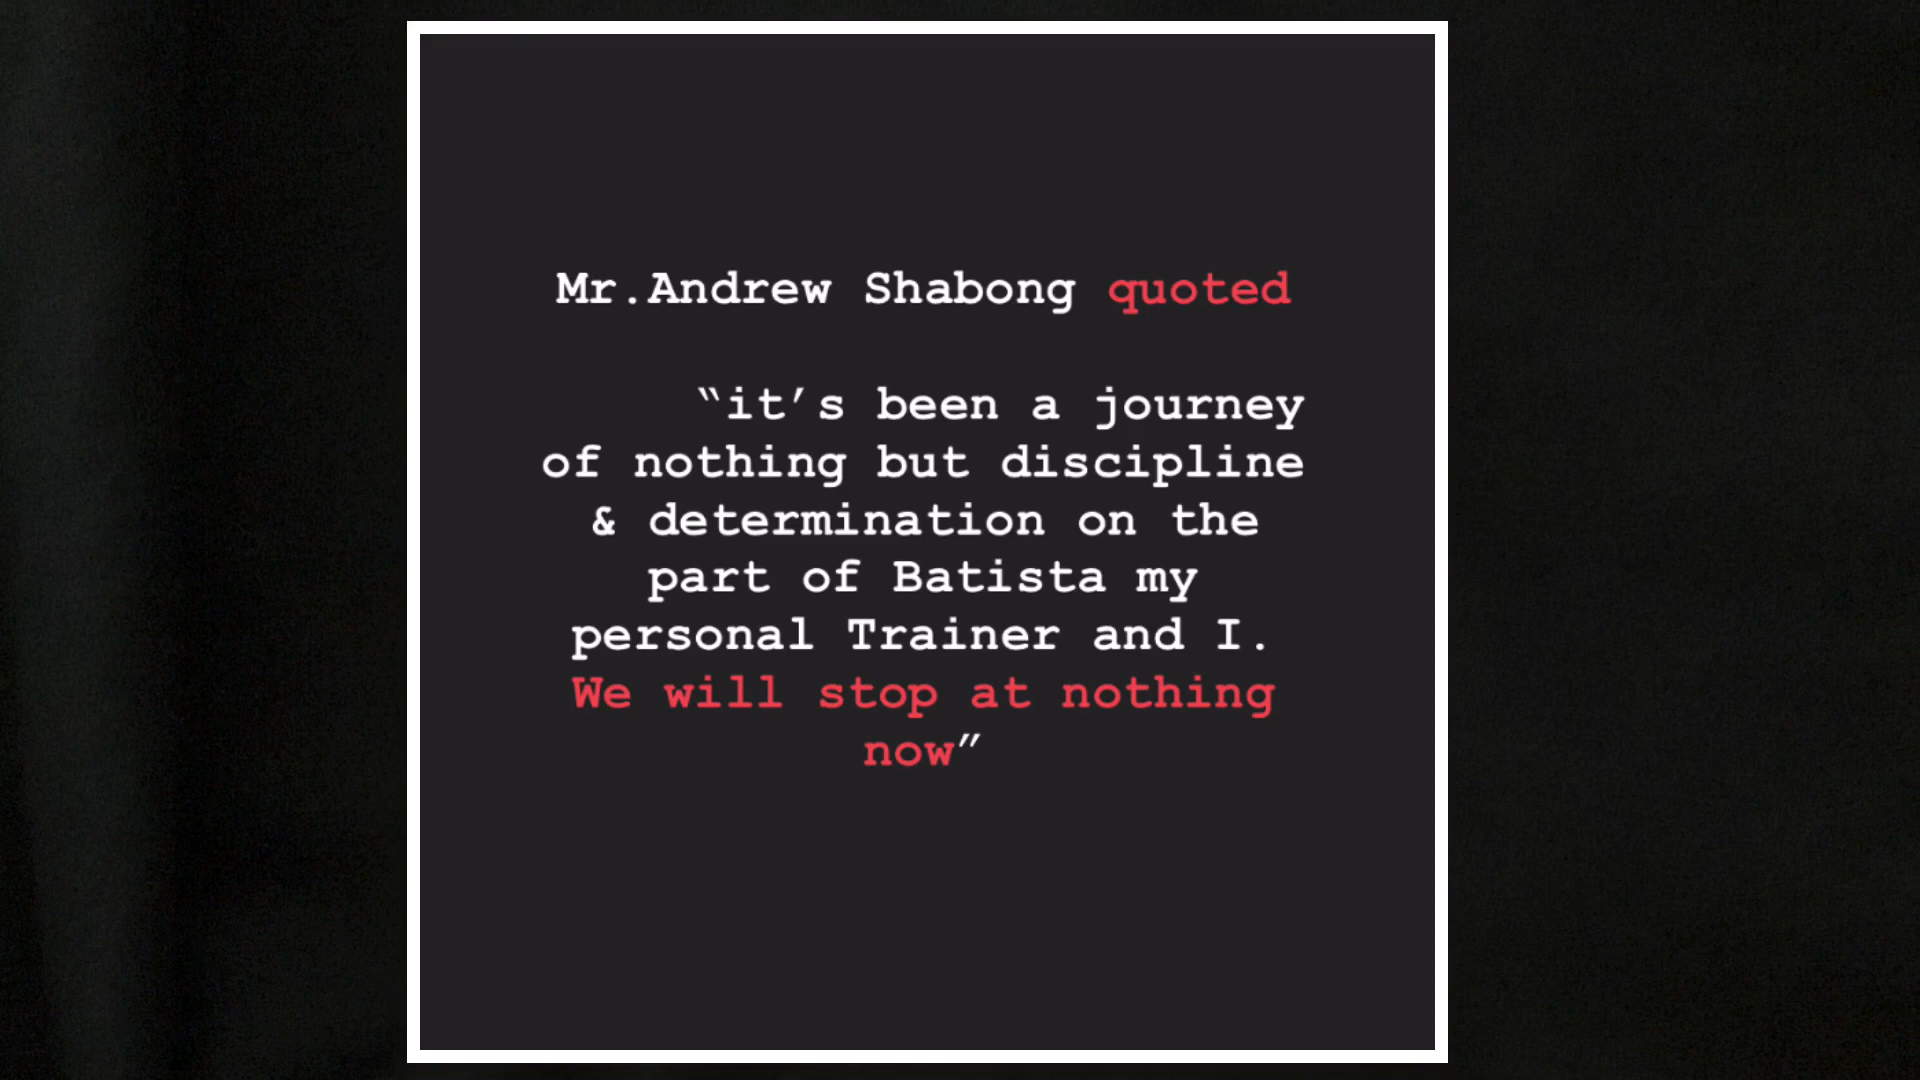 Mr.Andrew Shabong quoted
“it’s been a journey
of nothing but discipline
& determination on the
part of Batista my
personal Trainer and I.
We will stop at nothing
now”